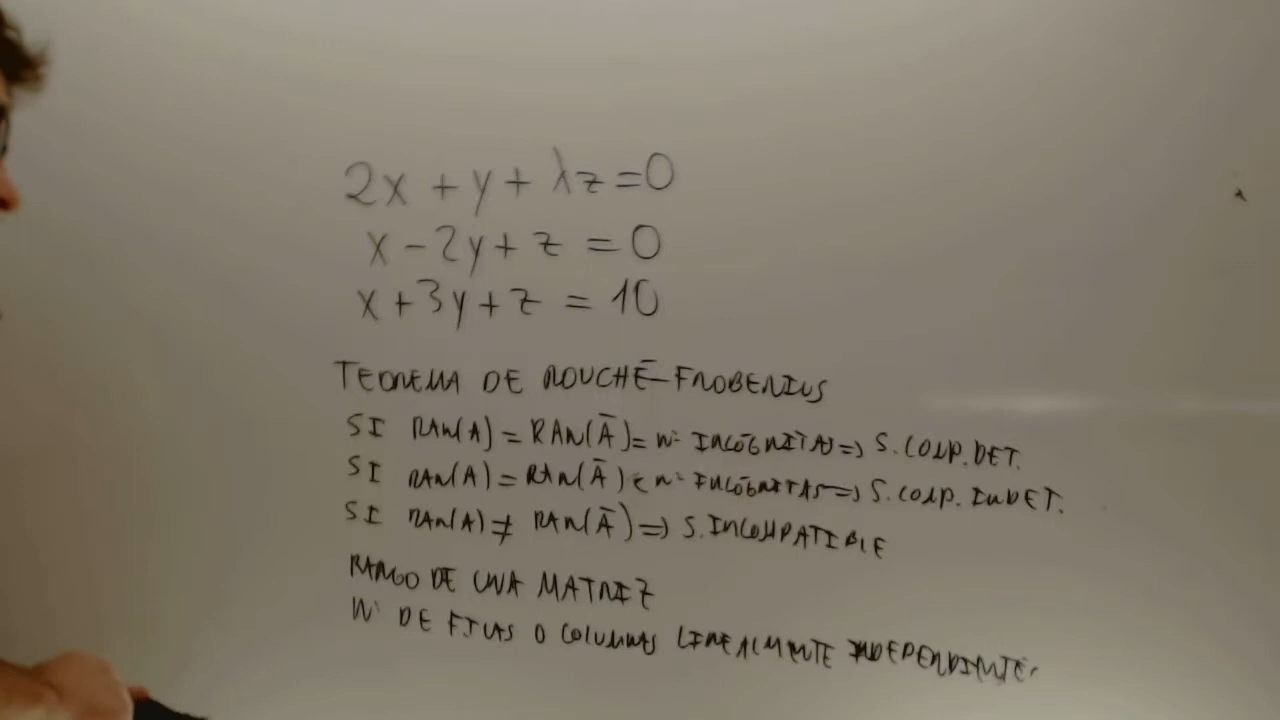 2x + y + λz = 0
x - 2y + z = 0
x + 3y + z = 10
TEOREMA DE ROUCHÉ-FROBENIUS
SI RAN(A) = RAN(Ā) = Nº INCÓGNITAS => S. COMP. DET.
SI RAN(A) = RAN(Ā) < Nº INCÓGNITAS => S. COMP. INDET.
SI RAN(A) ≠ RAN(Ā) => S. INCOMPATIBLE
RANGO DE UNA MATRIZ
Nº DE FILAS O COLUMNAS LINEALMENTE INDEPENDIENTES